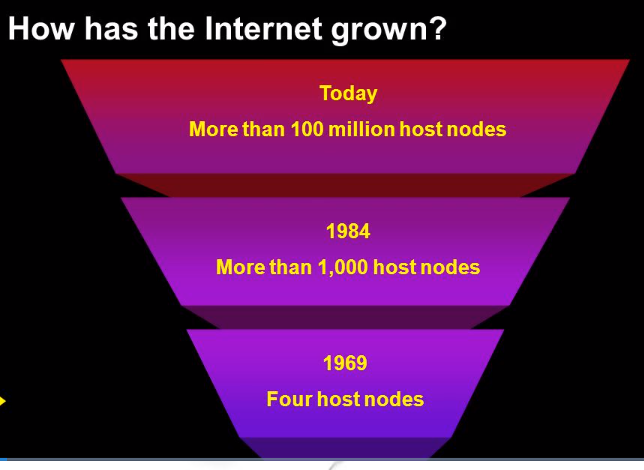 How has the Internet grown?
Today
More than 100 million host nodes
1984
More than 1,000 host nodes
1969
Four host nodes